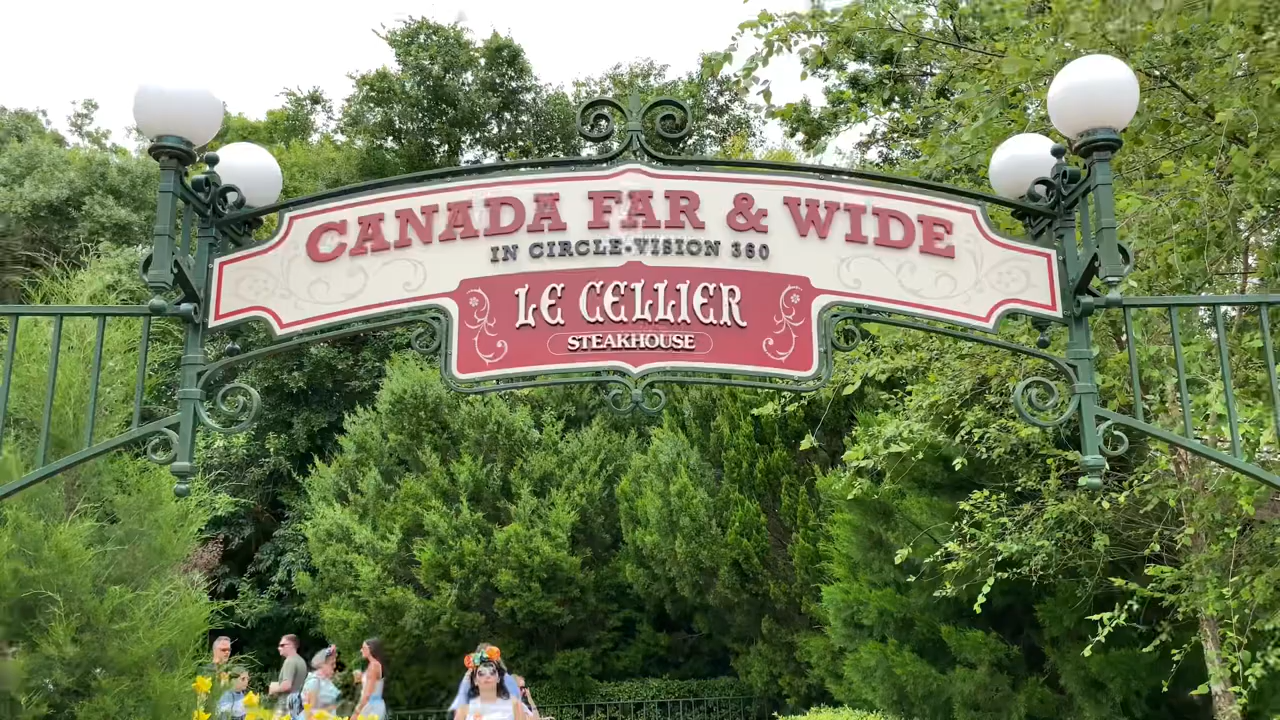 CANADA FAR & WIDE
IN CIRCLE-VISION 360
LE CELLIER
STEAKHOUSE